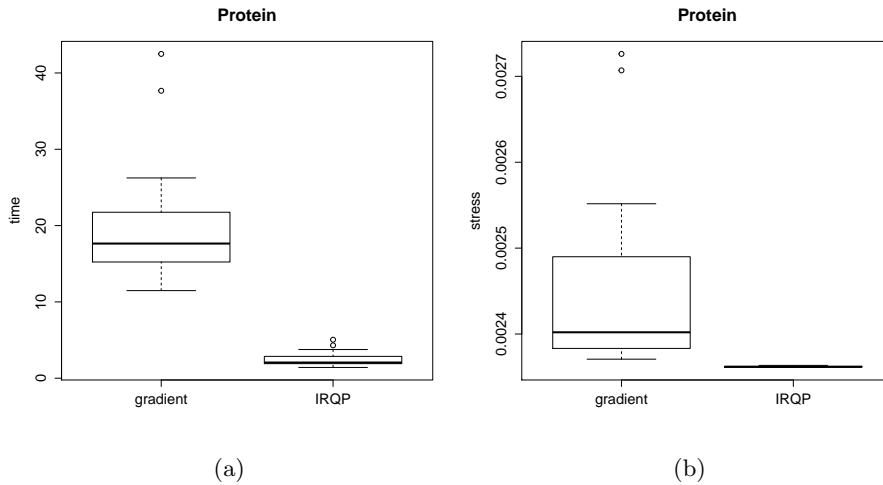 Protein
time
40
30
20
10
0
gradient
IRQP
(a)
Protein
stress
0.0027
0.0026
0.0025
0.0024
gradient
IRQP
(b)